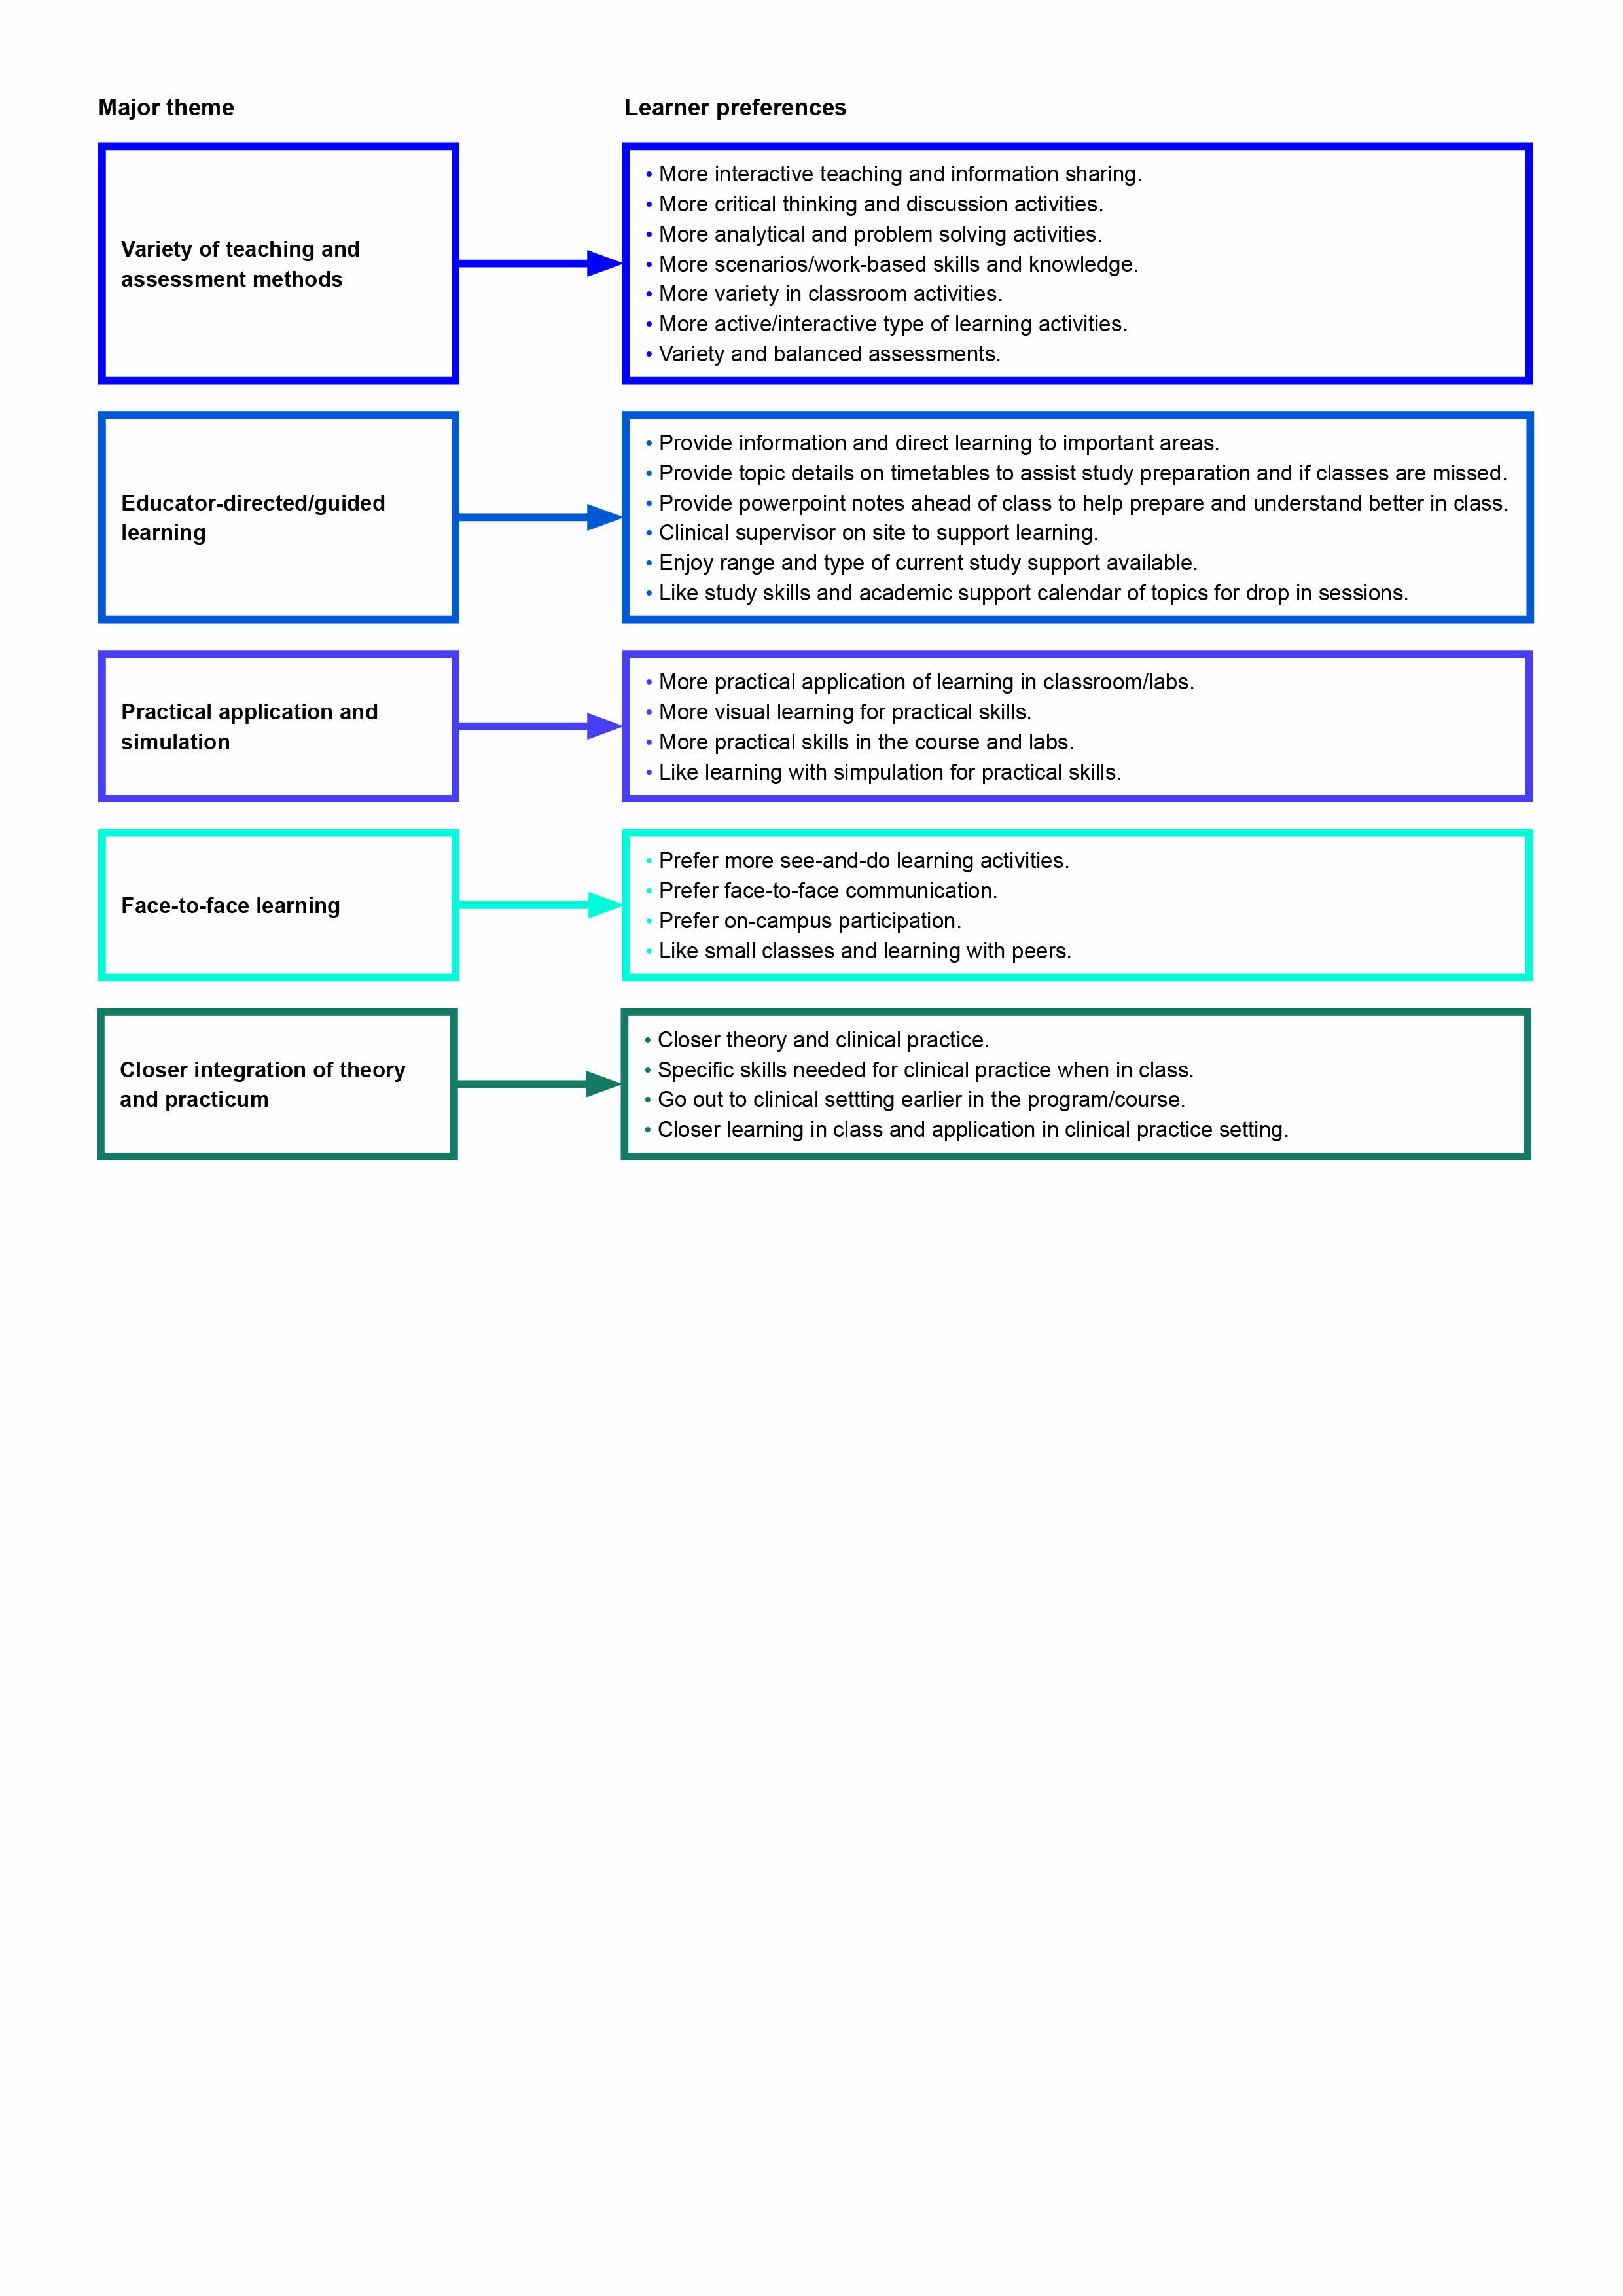 Major theme
Learner preferences
Variety of teaching and
assessment methods
• More interactive teaching and information sharing.
• More critical thinking and discussion activities.
• More analytical and problem solving activities.
• More scenarios/work-based skills and knowledge.
• More variety in classroom activities.
• More active/interactive type of learning activities.
• Variety and balanced assessments.
Educator-directed/guided
learning
• Provide information and direct learning to important areas.
• Provide topic details on timetables to assist study preparation and if classes are missed.
• Provide powerpoint notes ahead of class to help prepare and understand better in class.
• Clinical supervisor on site to support learning.
• Enjoy range and type of current study support available.
• Like study skills and academic support calendar of topics for drop in sessions.
Practical application and
simulation
• More practical application of learning in classroom/labs.
• More visual learning for practical skills.
• More practical skills in the course and labs.
• Like learning with simpulation for practical skills.
Face-to-face learning
• Prefer more see-and-do learning activities.
• Prefer face-to-face communication.
• Prefer on-campus participation.
• Like small classes and learning with peers.
Closer integration of theory
and practicum
• Closer theory and clinical practice.
• Specific skills needed for clinical practice when in class.
• Go out to clinical settting earlier in the program/course.
• Closer learning in class and application in clinical practice setting.